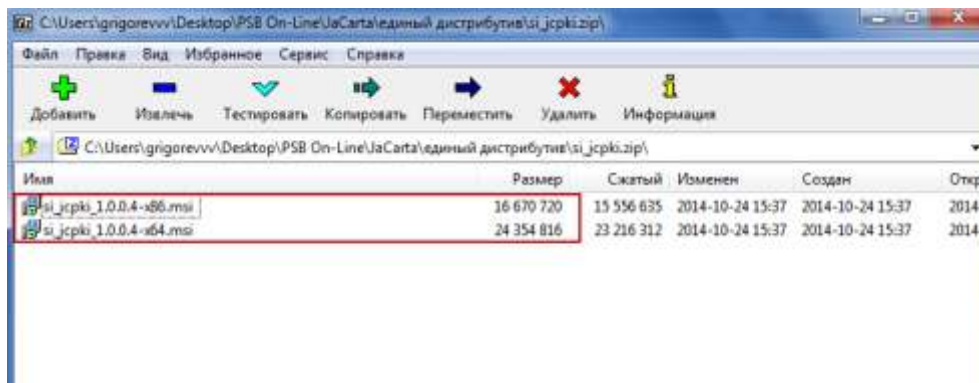 C:\Users\grigorevvv\Desktop\PSB On-Line\JaCarta\единый дистрибутив\si_jcpki.zip\
Файл Правка Вид Избранное Сервис Справка
Добавить Извлечь Тестировать Копировать Переместить Удалить Информация
C:\Users\grigorevvv\Desktop\PSB On-Line\JaCarta\единый дистрибутив\si_jcpki.zip\
Имя Размер Сжатый Изменен Создан Откр
si_jcpki_1.0.0.4-x86.msi 16 670 720 15 556 635 2014-10-24 15:37 2014-10-24 15:37 2014
si_jcpki_1.0.0.4-x64.msi 24 354 816 23 216 312 2014-10-24 15:37 2014-10-24 15:37 2014